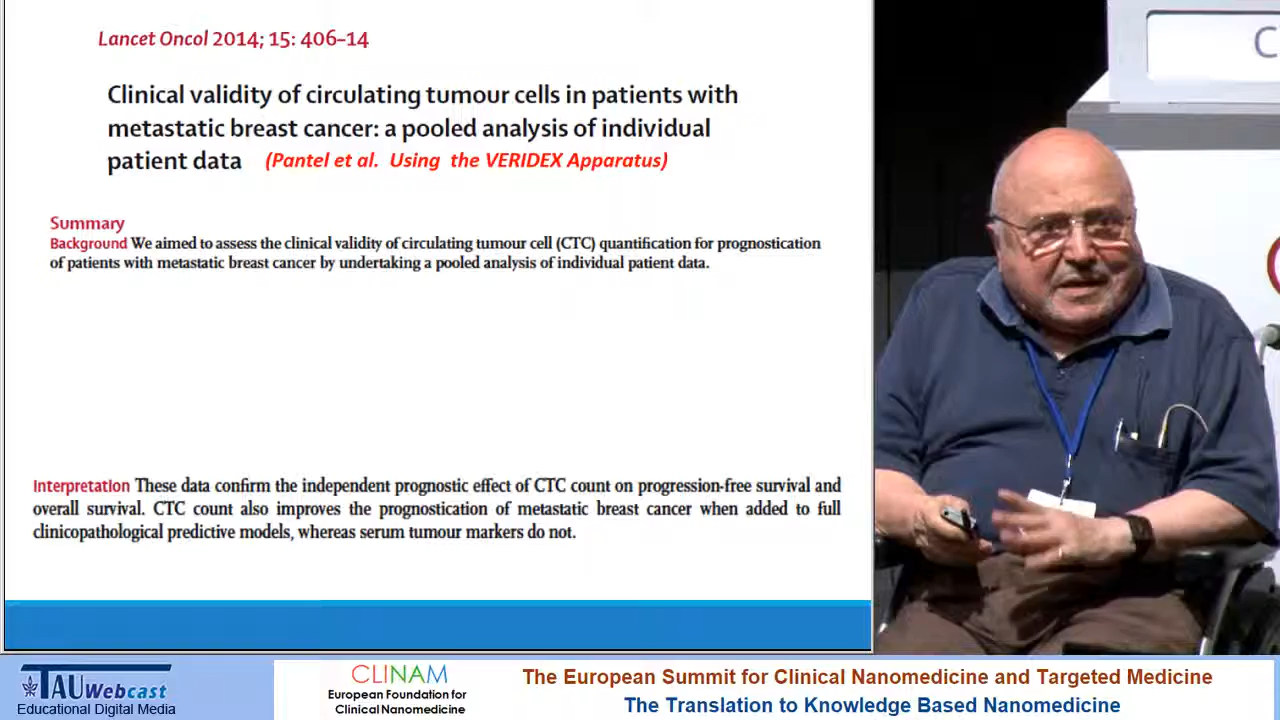 Lancet Oncol 2014; 15: 406–14
Clinical validity of circulating tumour cells in patients with
metastatic breast cancer: a pooled analysis of individual
patient data (Pantel et al. Using the VERIDEX Apparatus)
Summary
Background We aimed to assess the clinical validity of circulating tumour cell (CTC) quantification for prognostication
of patients with metastatic breast cancer by undertaking a pooled analysis of individual patient data.
Interpretation These data confirm the independent prognostic effect of CTC count on progression-free survival and
overall survival. CTC count also improves the prognostication of metastatic breast cancer when added to full
clinicopathological predictive models, whereas serum tumour markers do not.
C
TAU Webcast
Educational Digital Media
CLINAM
European Foundation for
Clinical Nanomedicine
The European Summit for Clinical Nanomedicine and Targeted Medicine
The Translation to Knowledge Based Nanomedicine